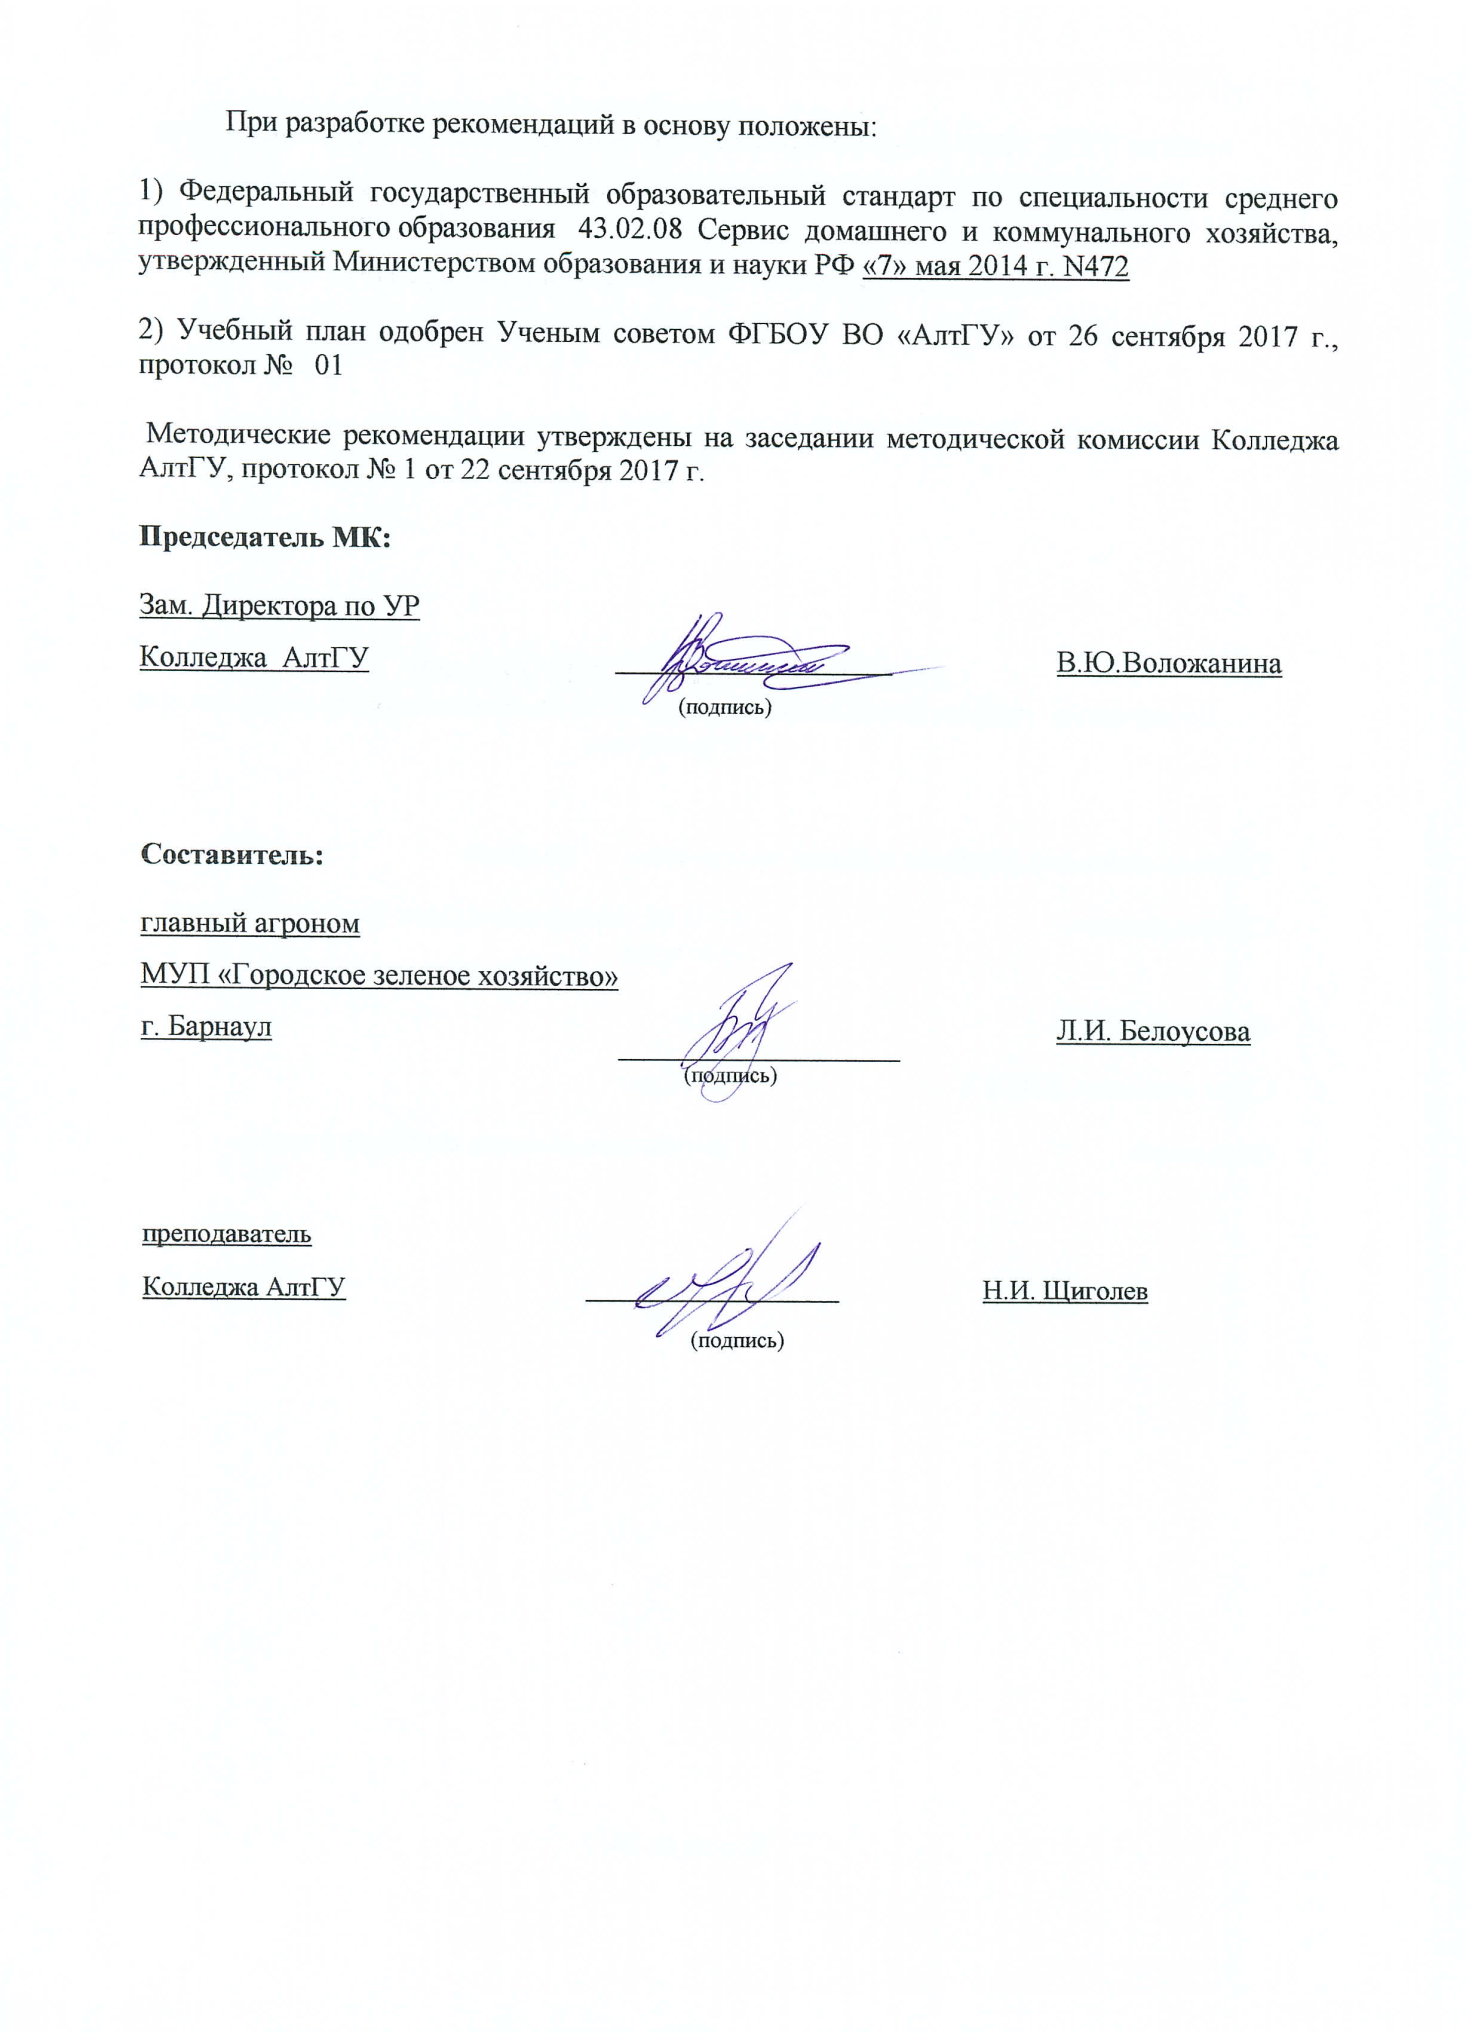 При разработке рекомендаций в основу положены:
1) Федеральный государственный образовательный стандарт по специальности среднего
профессионального образования 43.02.08 Сервис домашнего и коммунального хозяйства,
утвержденный Министерством образования и науки РФ «7» мая 2014 г. N472
2) Учебный план одобрен Ученым советом ФГБОУ ВО «АлтГУ» от 26 сентября 2017 г.,
протокол № 01
Методические рекомендации утверждены на заседании методической комиссии Колледжа
АлтГУ, протокол № 1 от 22 сентября 2017 г.
Председатель МК:
Зам. Директора по УР
Колледжа АлтГУ В.Ю.Воложанина
(подпись)
Составитель:
главный агроном
МУП «Городское зеленое хозяйство»
г. Барнаул Л.И. Белоусова
(подпись)
преподаватель
Колледжа АлтГУ Н.И. Щиголев
(подпись)